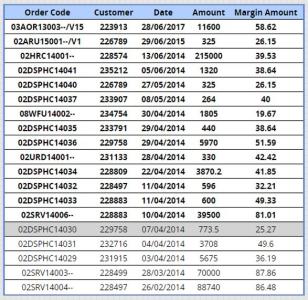 Order Code Customer Date Amount Margin Amount
03AOR13003--/V15 223913 28/06/2017 11600 58.62
02ARU15001--/V1 226789 29/06/2015 325 26.15
02HRC14001-- 228574 13/06/2014 215000 39.53
02DSPHC14041 235212 05/06/2014 1320 38.64
02DSPHC14040 226789 27/05/2014 325 26.15
02DSPHC14037 233907 08/05/2014 264 40
08WFU14002-- 234754 30/04/2014 1805 19.67
02DSPHC14035 233791 29/04/2014 440 38.64
02DSPHC14036 229758 29/04/2014 5970 51.59
02URD14001-- 231133 28/04/2014 330 42.42
02DSPHC14034 228809 22/04/2014 3870.2 41.85
02DSPHC14032 228497 11/04/2014 596 32.21
02DSPHC14033 228883 11/04/2014 600 49.33
02SRV14006-- 228883 10/04/2014 39500 81.01
02DSPHC14030 229758 07/04/2014 773.5 25.27
02DSPHC14031 232716 04/04/2014 3708 49.6
02DSPHC14029 231915 03/04/2014 5675 36.19
02SRV14003-- 228499 28/03/2014 70000 87.86
02SRV14004-- 228497 26/02/2014 88740 86.48